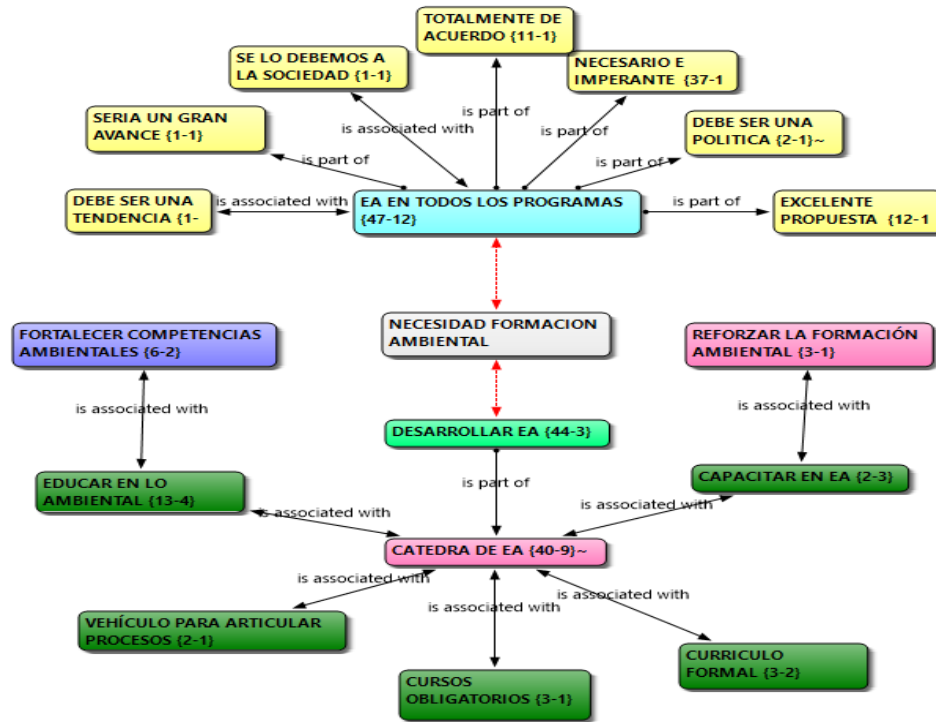 TOTALMENTE DE
ACUERDO {11-1}
SE LO DEBEMOS A
LA SOCIEDAD {1-1}
NECESARIO E
IMPERANTE {37-1
is part of
is associated with
SERIA UN GRAN
AVANCE {1-1}
DEBE SER UNA
POLITICA {2-1}~
is part of
is part of
DEBE SER UNA
TENDENCIA {1-
is associated with
EA EN TODOS LOS PROGRAMAS
{47-12}
is part of
EXCELENTE
PROPUESTA {12-1
NECESIDAD FORMACION
AMBIENTAL
FORTALECER COMPETENCIAS
AMBIENTALES {6-2}
REFORZAR LA FORMACIÓN
AMBIENTAL {3-1}
is associated with
is associated with
DESARROLLAR EA {44-3}
EDUCAR EN LO
AMBIENTAL {13-4}
is part of
CAPACITAR EN EA {2-3}
is associated with
is associated with
CATEDRA DE EA {40-9}~
is associated with
is associated with
is associated with
VEHÍCULO PARA ARTICULAR
PROCESOS {2-1}
CURSOS
OBLIGATORIOS {3-1}
CURRICULO
FORMAL {3-2}